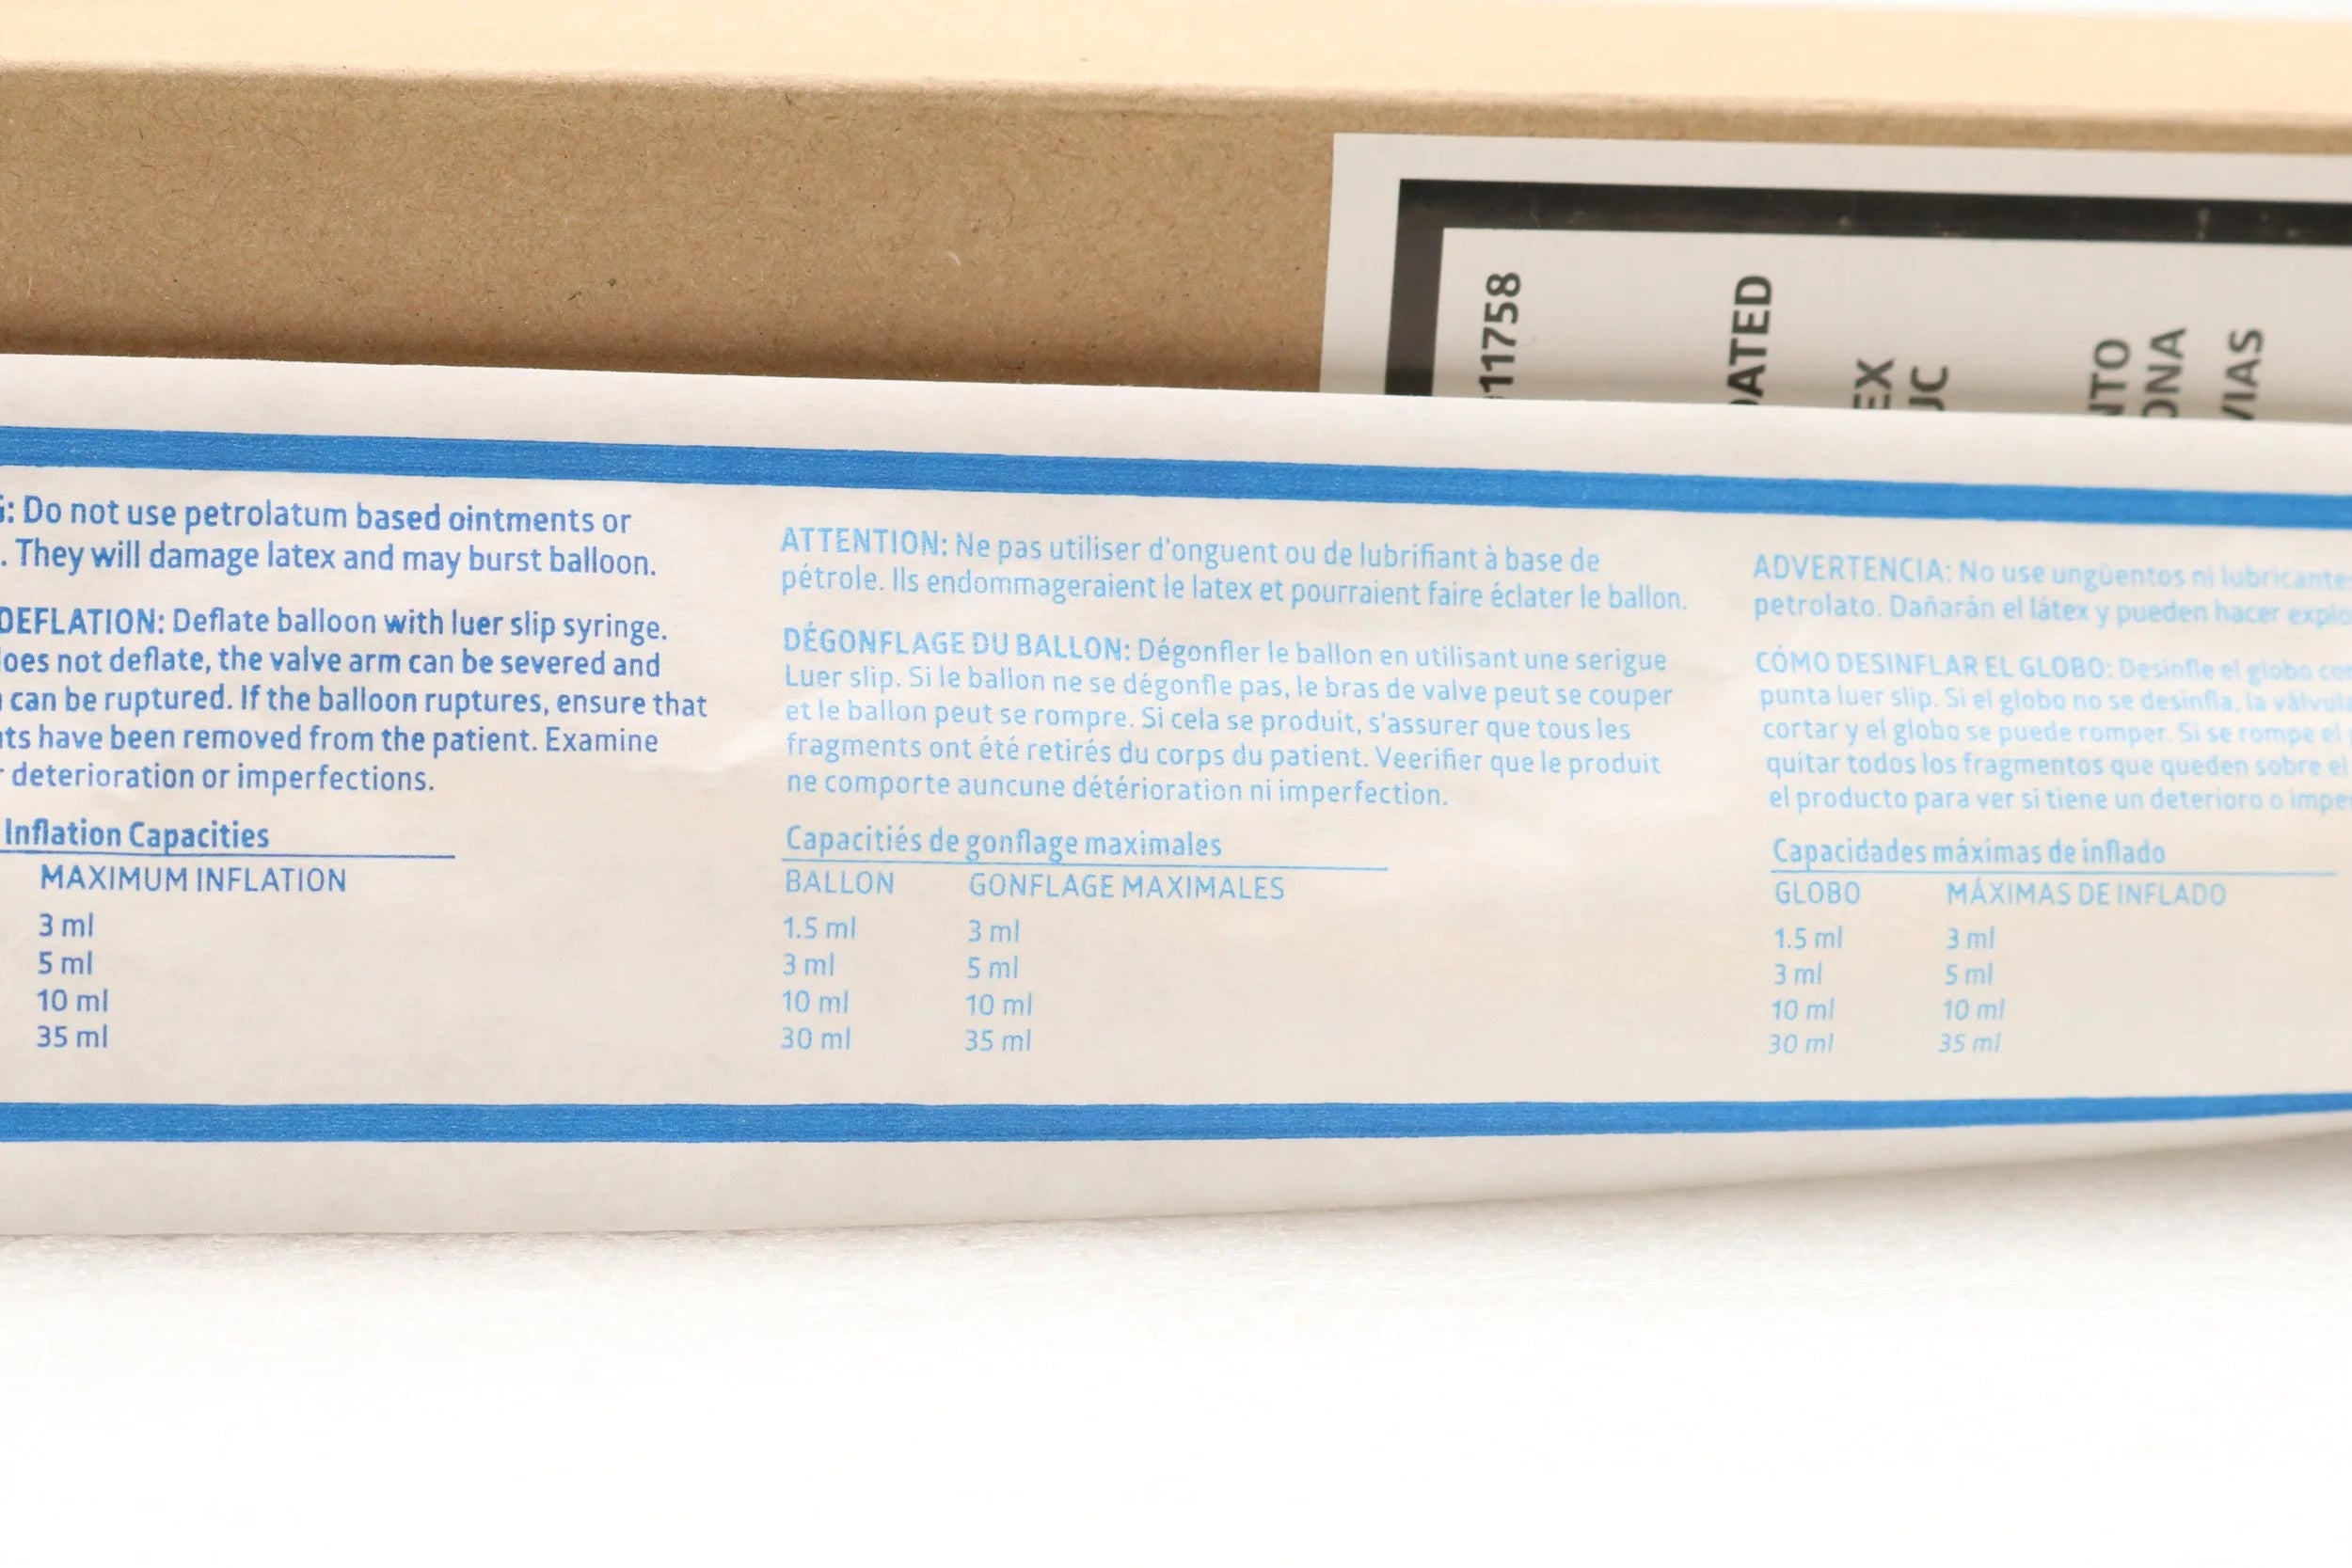 11758
ATED
EX
UC
NTO
ONA
VIAS
: Do not use petrolatum based ointments or
. They will damage latex and may burst balloon.
DEFLATION: Deflate balloon with luer slip syringe.
oes not deflate, the valve arm can be severed and
can be ruptured. If the balloon ruptures, ensure that
ts have been removed from the patient. Examine
r deterioration or imperfections.
Inflation Capacities
MAXIMUM INFLATION
3 ml
5 ml
10 ml
35 ml
ATTENTION: Ne pas utiliser d'onguent ou de lubrifiant à base de
pétrole. Ils endommageraient le latex et pourraient faire éclater le ballon.
DÉGONFLAGE DU BALLON: Dégonfler le ballon en utilisant une serigue
Luer slip. Si le ballon ne se dégonfle pas, le bras de valve peut se couper
et le ballon peut se rompre. Si cela se produit, s'assurer que tous les
fragments ont été retirés du corps du patient. Veerifier que le produit
ne comporte auncune détérioration ni imperfection.
Capacitiés de gonflage maximales
BALLON GONFLAGE MAXIMALES
1.5 ml 3 ml
3 ml 5 ml
10 ml 10 ml
30 ml 35 ml
ADVERTENCIA: No use ungüentos ni lubricante
petrolato. Dañarán el látex y pueden hacer explo
CÓMO DESINFLAR EL GLOBO: Desinfle el globo con
punta luer slip. Si el globo no se desinfla, la válvula
cortar y el globo se puede romper. Si se rompe el
quitar todos los fragmentos que queden sobre el
el producto para ver si tiene un deterioro o impe
Capacidades máximas de inflado
GLOBO MÁXIMAS DE INFLADO
1.5 ml 3 ml
3 ml 5 ml
10 ml 10 ml
30 ml 35 ml